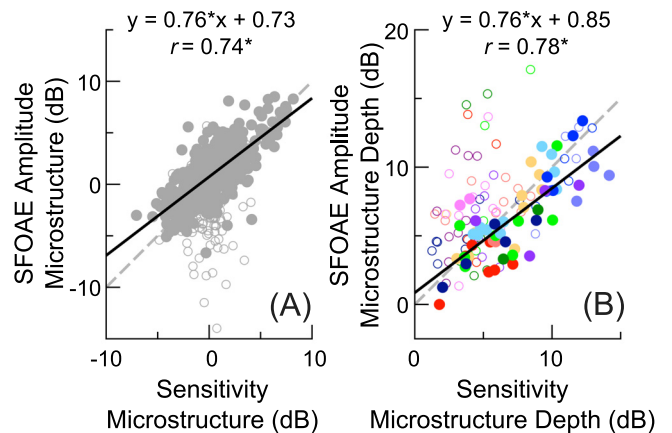 y = 0.76*x + 0.73
r = 0.74*
SFOAE Amplitude
Microstructure (dB)
10
0
-10
(A)
-10
0
10
Sensitivity
Microstructure (dB)
y = 0.76*x + 0.85
r = 0.78*
SFOAE Amplitude
Microstructure Depth (dB)
20
10
0
(B)
0
10
Sensitivity
Microstructure Depth (dB)